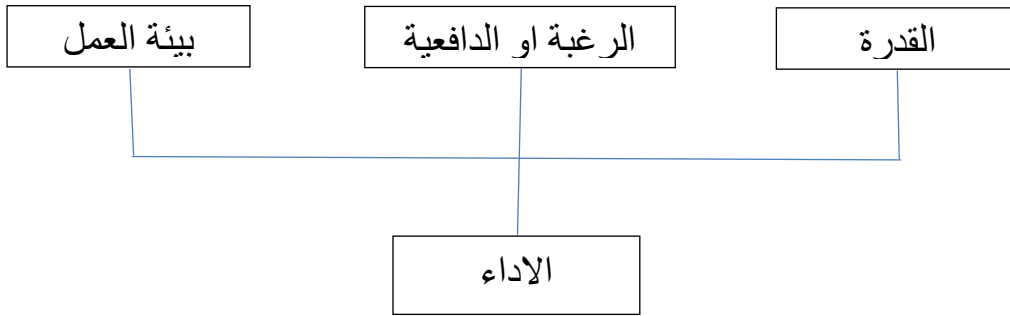 القدرة
الرغبة او الدافعية
بيئة العمل
الاداء